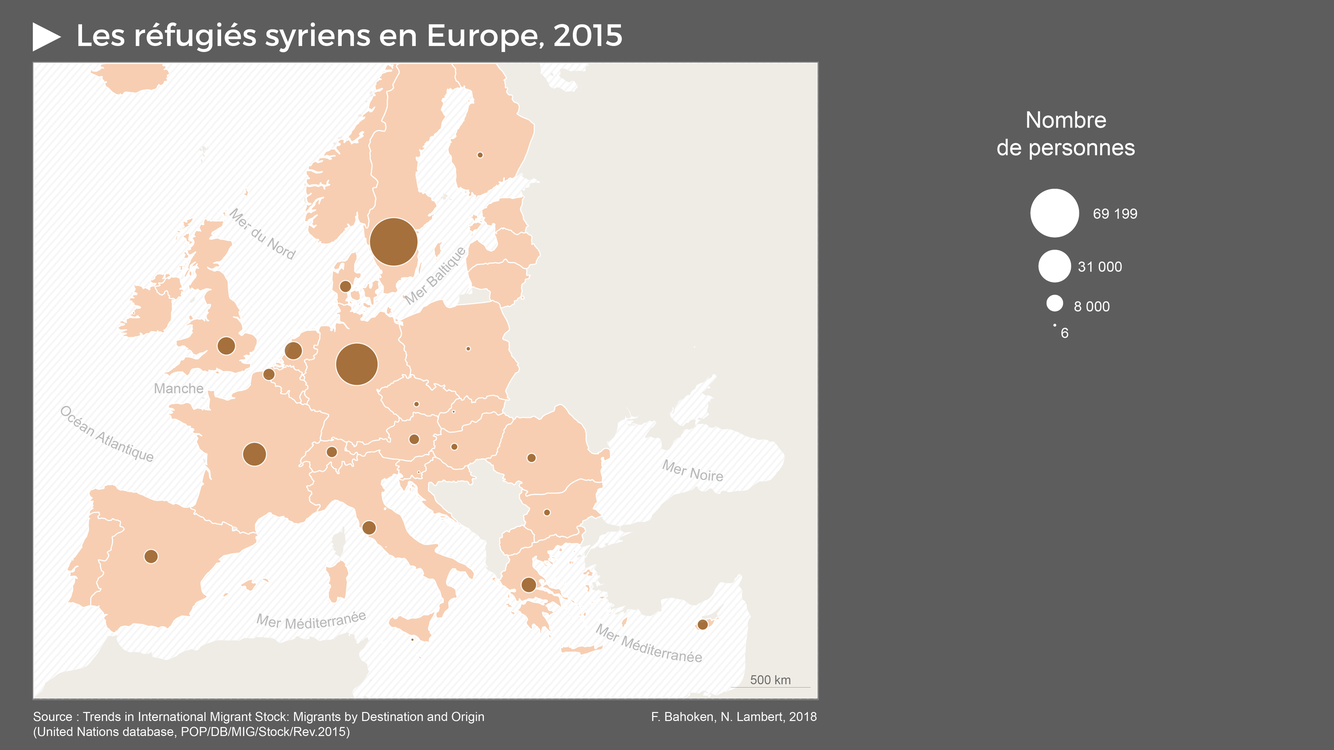 Les réfugiés syriens en Europe, 2015
Nombre
de personnes
69 199
31 000
8 000
6
Mer du Nord
Mer Baltique
Manche
Océan Atlantique
Mer Noire
Mer Méditerranée
Mer Méditerranée
500 km
Source : Trends in International Migrant Stock: Migrants by Destination and Origin
(United Nations database, POP/DB/MIG/Stock/Rev.2015)
F. Bahoken, N. Lambert, 2018